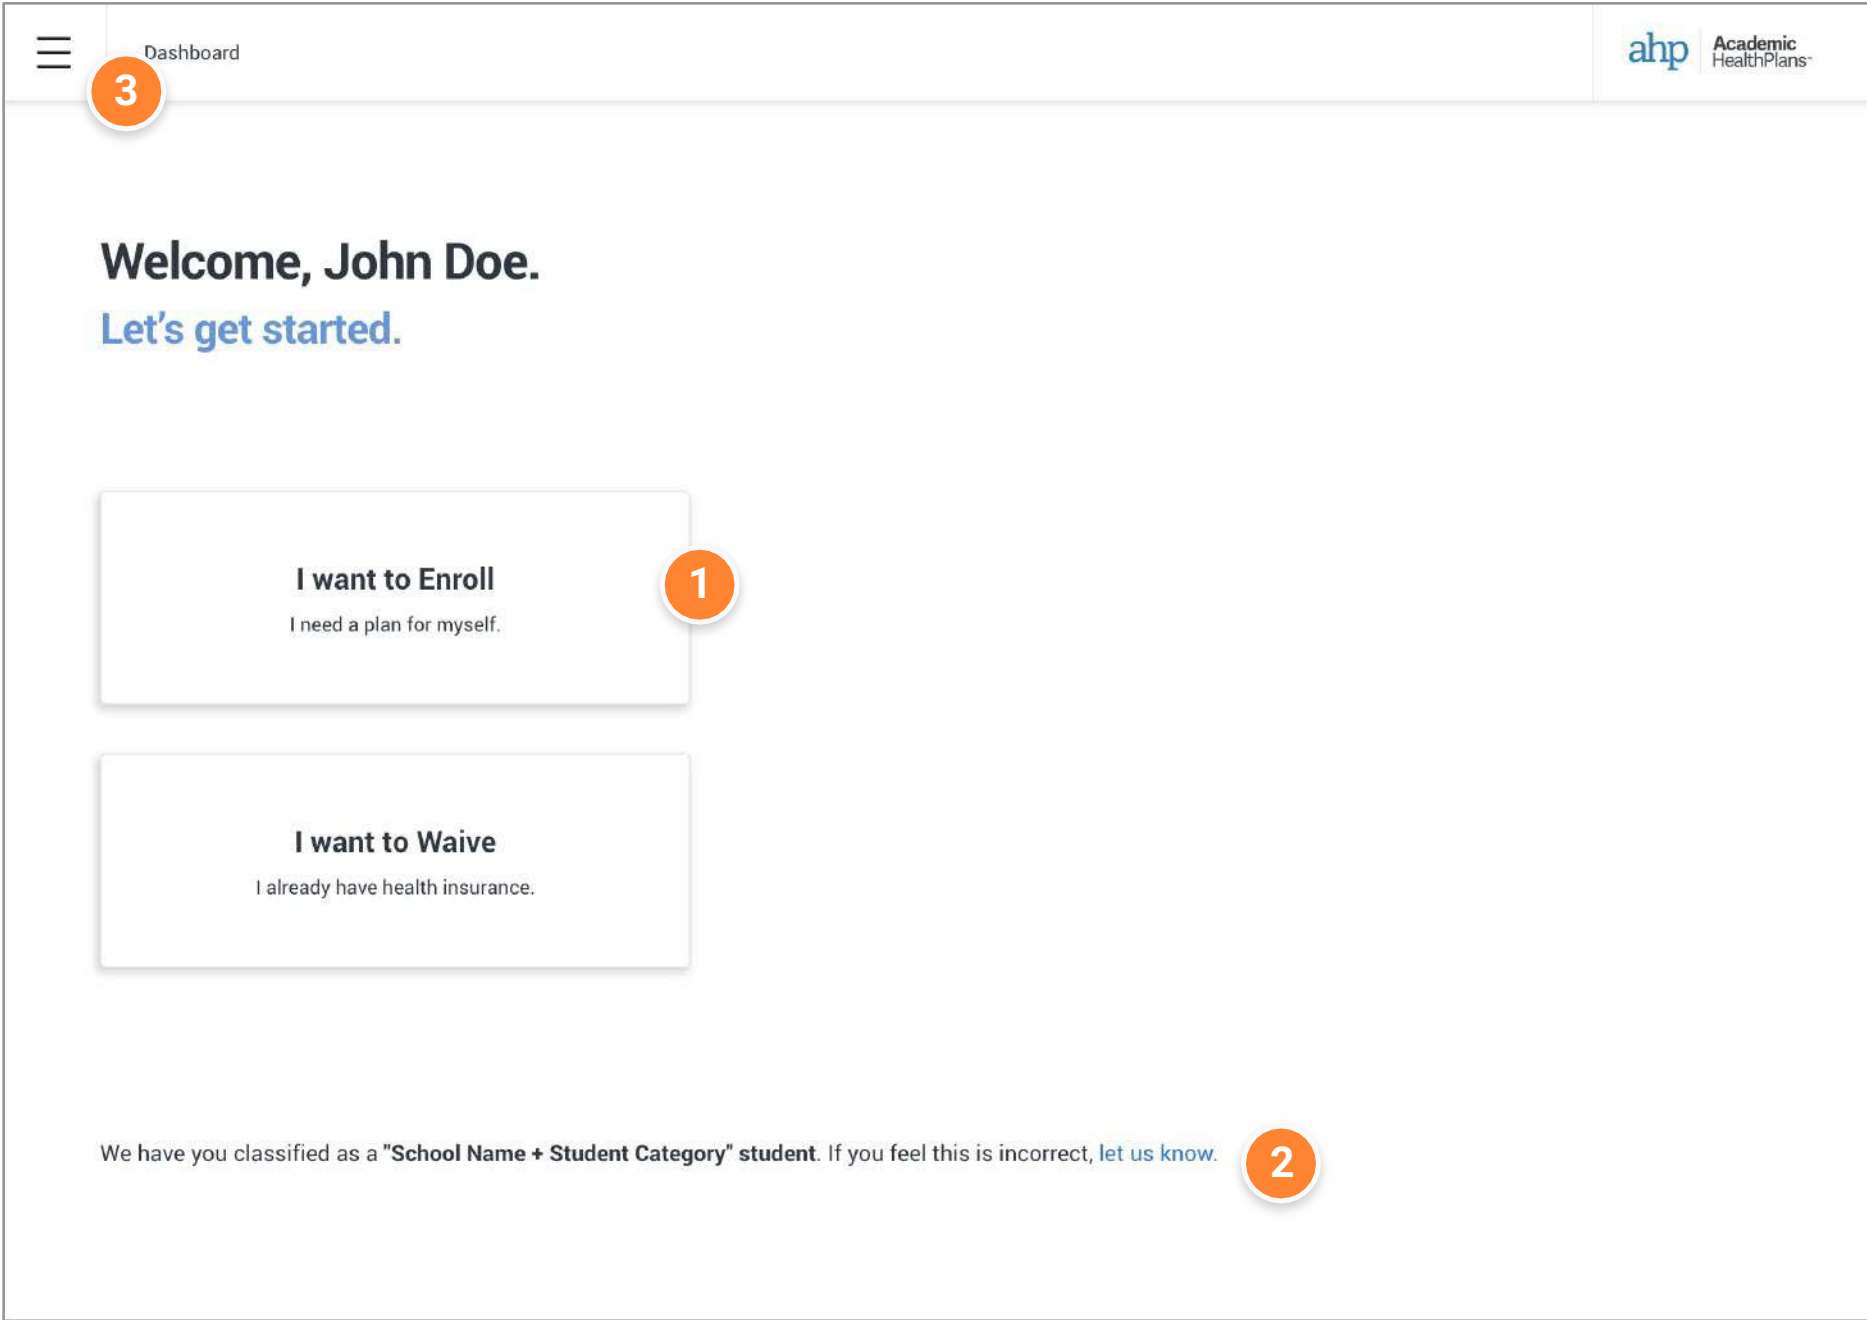 Dashboard
ahp
Academic
HealthPlans
3
Welcome, John Doe.
Let's get started.
I want to Enroll
I need a plan for myself.
1
I want to Waive
I already have health insurance.
We have you classified as a "School Name + Student Category" student. If you feel this is incorrect, let us know.
2